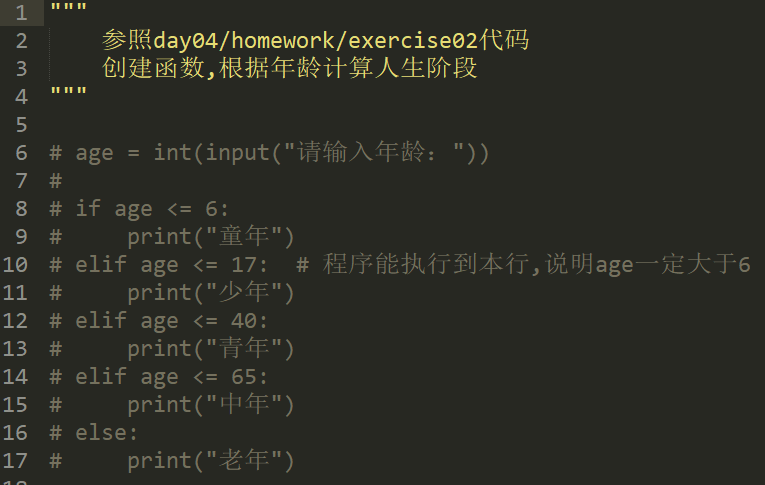 1 """
2     参照day04/homework/exercise02代码
3     创建函数,根据年龄计算人生阶段
4 """
5
6 # age = int(input("请输入年龄："))
7 #
8 # if age <= 6:
9 #     print("童年")
10 # elif age <= 17:  # 程序能执行到本行,说明age一定大于6
11 #     print("少年")
12 # elif age <= 40:
13 #     print("青年")
14 # elif age <= 65:
15 #     print("中年")
16 # else:
17 #     print("老年")